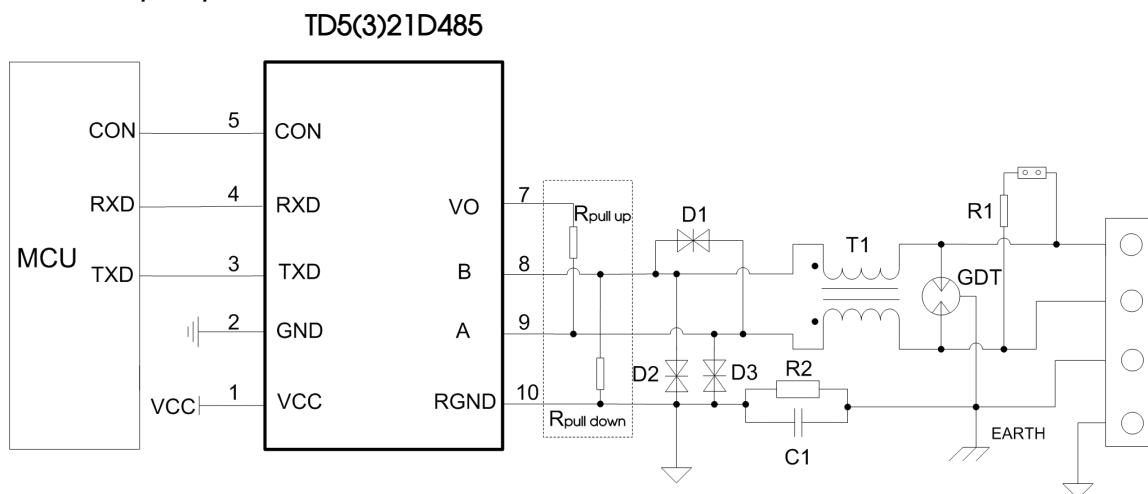 TD5(3)21D485
MCU
CON 5 CON
RXD 4 RXD
TXD 3 TXD
2 GND
VCC 1 VCC
VO 7
B 8
A 9
RGND 10
Rpull up
Rpull down
D1
D2
D3
T1
R2
C1
GDT
R1
EARTH